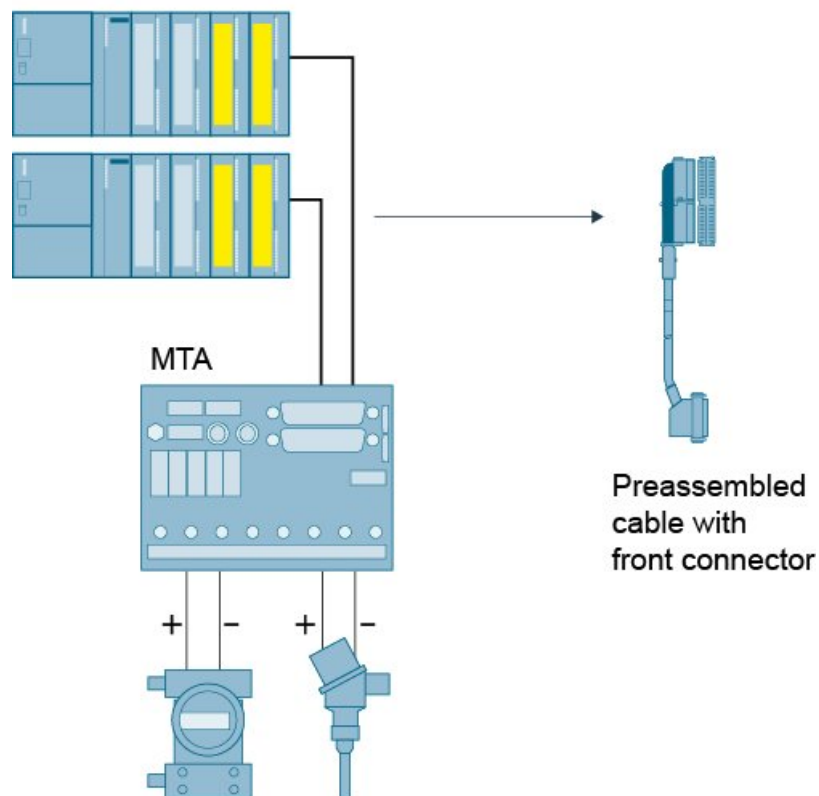 MTA
+ - + -
Preassembled
cable with
front connector